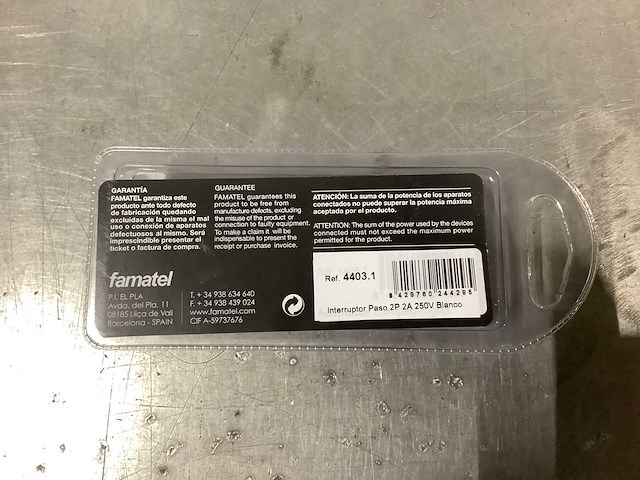 GARANTÍA
FAMATEL garantiza este
producto ante todo defecto
de fabricación quedando
excluidas de la misma el mal
uso o conexión de aparatos
defectuosos al mismo. Será
imprescindible presentar el
ticket o factura de compra.
GUARANTEE
FAMATEL guarantees this
product to be free from
manufacture defects, excluding
the misuse of the product or
connection to faulty equipment.
To make a claim it will be
indispensable to present the
receipt or purchase invoice.
ATENCIÓN: La suma de la potencia de los aparatos
conectados no puede superar la potencia máxima
aceptada por el producto.
ATTENTION: The sum of the power used by the devices
connected must not exceed the maximum power
permitted for the product.
famatel
P.I. EL PLA
Avda. del Pla, 11
08185 Lliça de Vall
Barcelona - SPAIN
T. + 34 938 634 640
F. + 34 938 439 024
www.famatel.com
CIF A-59737676
Ref. 4403.1
8 429760 244295
Interruptor Paso 2P 2A 250V Blanco